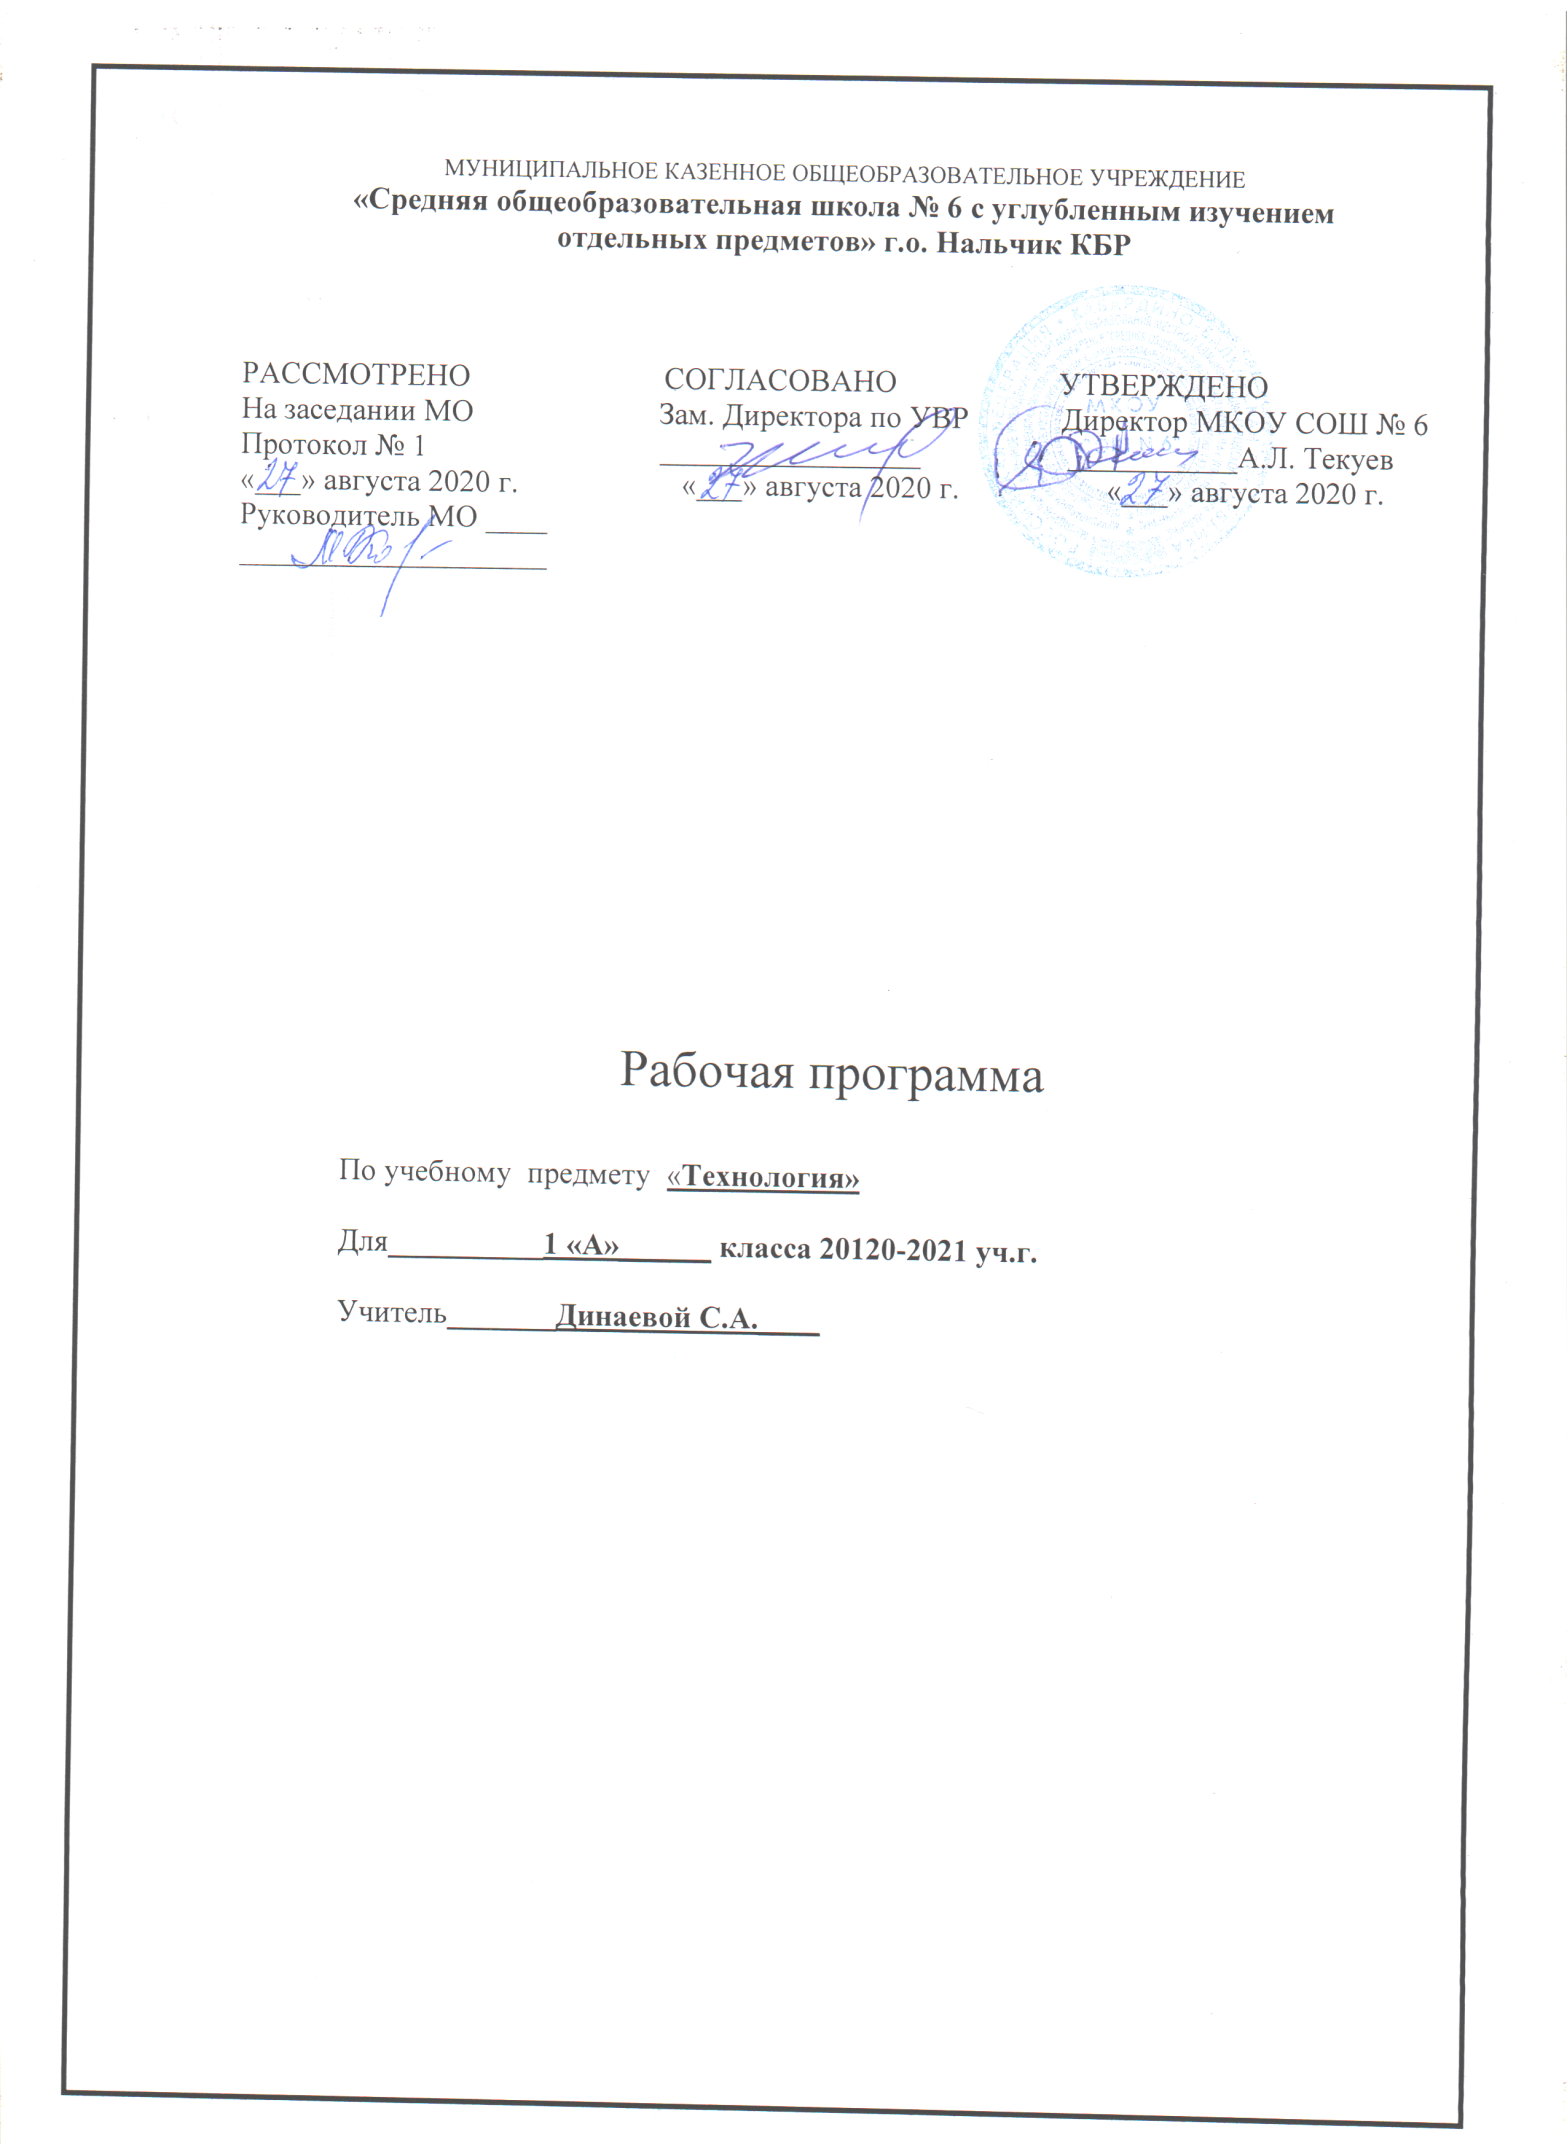 МУНИЦИПАЛЬНОЕ КАЗЕННОЕ ОБЩЕОБРАЗОВАТЕЛЬНОЕ УЧРЕЖДЕНИЕ
«Средняя общеобразовательная школа № 6 с углубленным изучением
отдельных предметов» г.о. Нальчик КБР
РАССМОТРЕНО
На заседании МО
Протокол № 1
«27» августа 2020 г.
Руководитель МО ____
СОГЛАСОВАНО
Зам. Директора по УВР
«27» августа 2020 г.
УТВЕРЖДЕНО
Директор МКОУ СОШ № 6
А.Л. Текуев
«27» августа 2020 г.
МКОУ
Рабочая программа
По учебному предмету «Технология»
Для 1 «А» класса 20120-2021 уч.г.
Учитель Динаевой С.А.